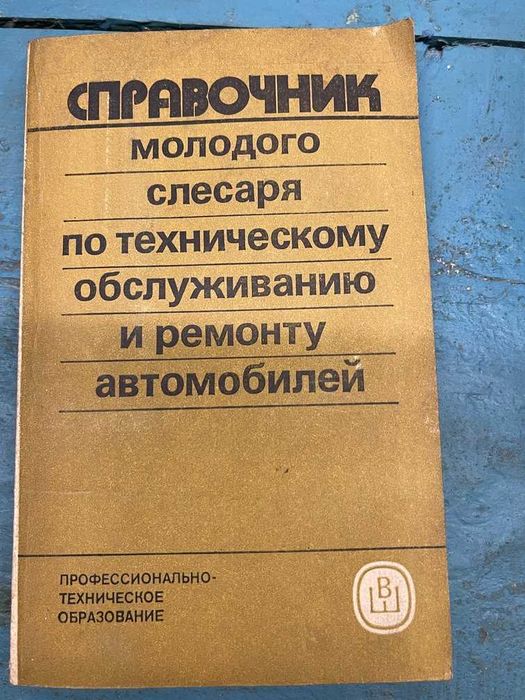 СПРАВОЧНИК
молодого
слесаря
по техническому
обслуживанию
и ремонту
автомобилей
ПРОФЕССИОНАЛЬНО-
ТЕХНИЧЕСКОЕ
ОБРАЗОВАНИЕ
ВШ